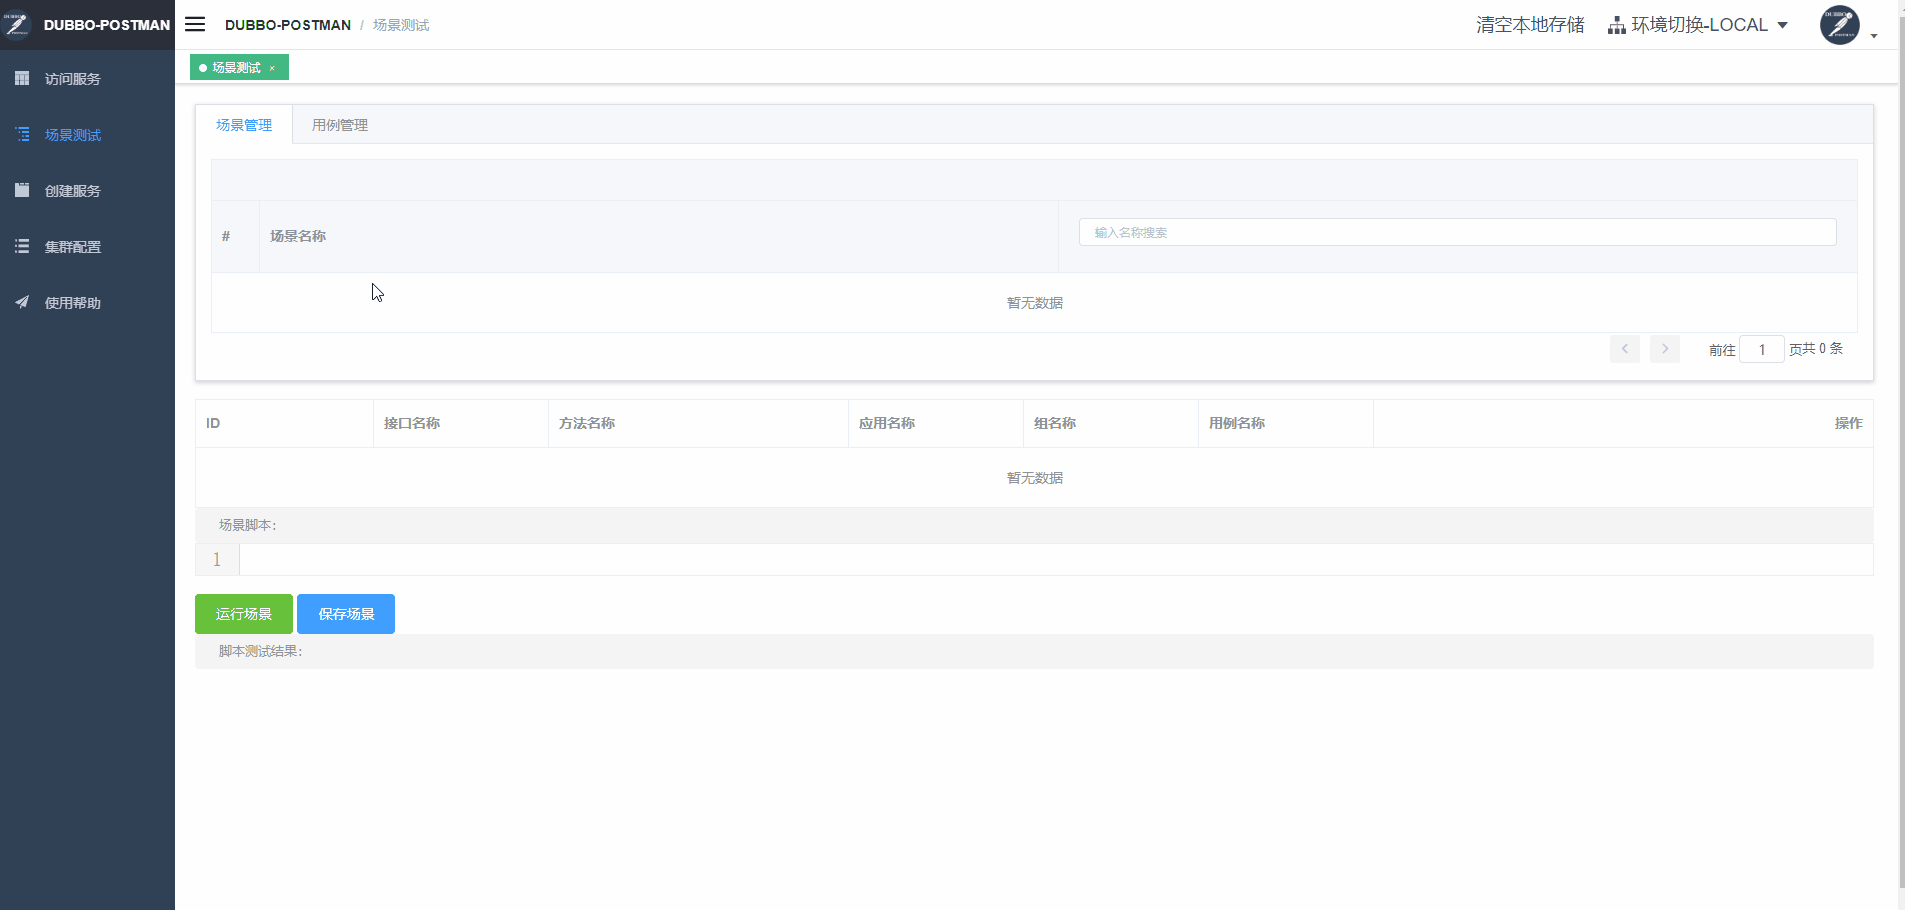 DUBBO-POSTMAN
DUBBO-POSTMAN / 场景测试
清空本地存储
环境切换-LOCAL
场景测试 ×
访问服务
场景测试
创建服务
集群配置
使用帮助
场景管理
用例管理
# 场景名称
输入名称搜索
暂无数据
前往 1 页共 0 条
ID 接口名称 方法名称 应用名称 组名称 用例名称 操作
暂无数据
场景脚本:
1
运行场景 保存场景
脚本测试结果: